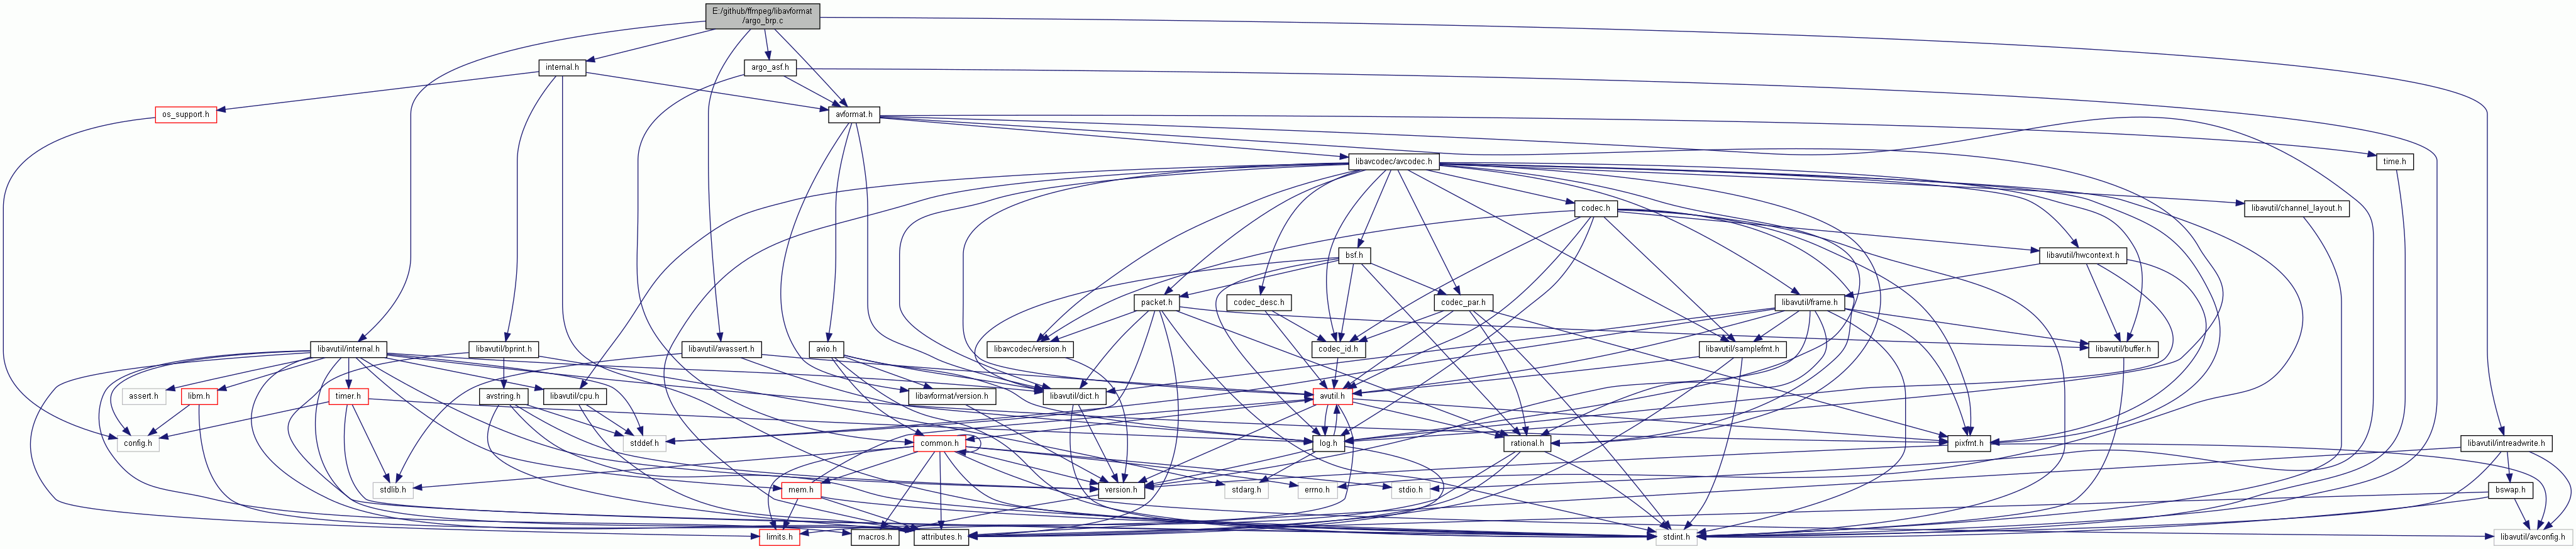 E:/github/ffmpeg/libavformat
/argo_brp.c
internal.h
argo_asf.h
os_support.h
avformat.h
libavcodec/avcodec.h
time.h
codec.h
libavutil/channel_layout.h
bsf.h
libavutil/hwcontext.h
packet.h
codec_desc.h
codec_par.h
libavutil/frame.h
libavutil/internal.h
libavutil/bprint.h
libavutil/avassert.h
avio.h
libavcodec/version.h
codec_id.h
libavutil/samplefmt.h
libavutil/buffer.h
assert.h
libm.h
timer.h
avstring.h
libavutil/cpu.h
libavformat/version.h
libavutil/dict.h
avutil.h
config.h
stddef.h
common.h
log.h
rational.h
pixfmt.h
libavutil/intreadwrite.h
stdlib.h
mem.h
version.h
stdarg.h
errno.h
stdio.h
bswap.h
limits.h
macros.h
attributes.h
stdint.h
libavutil/avconfig.h